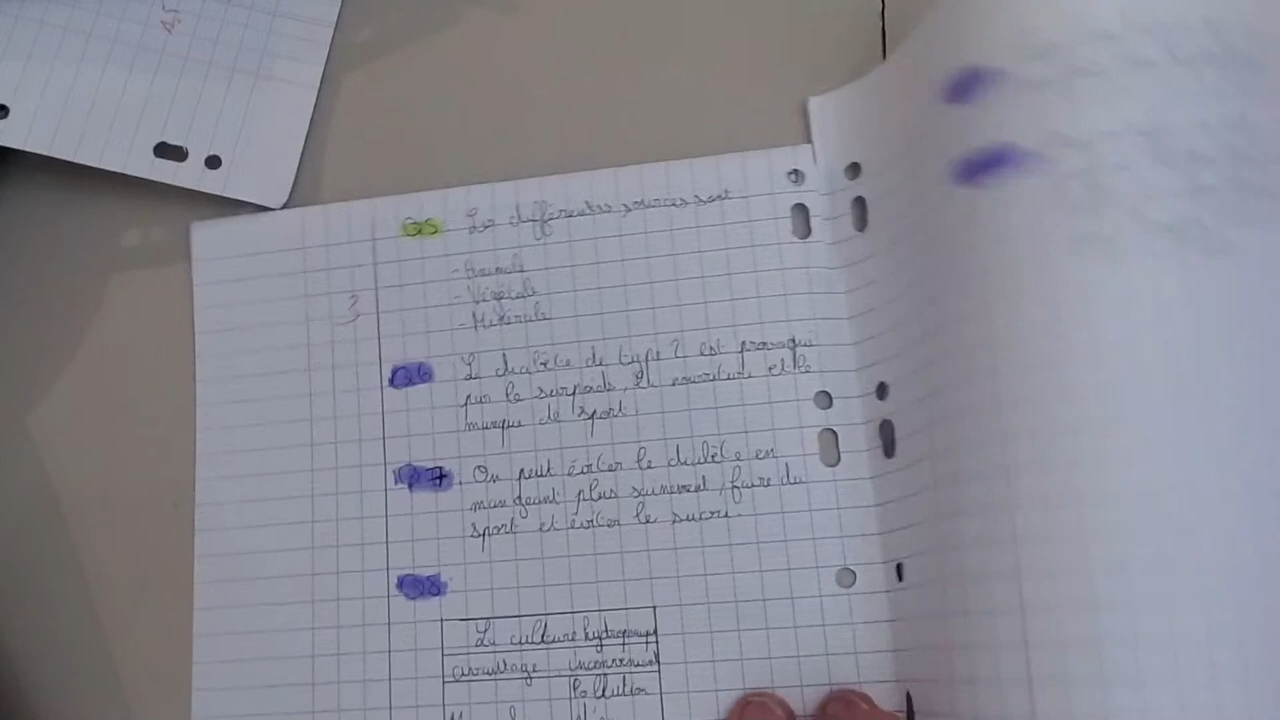 Q5 Les différentes sources sont
- Animale
- Végétale
- Minérale
3
Q6 Le diabète de type 2 est provoqué
par le surpoids, la nourriture et le
manque de sport
Q7. On peut éviter le diabète en
mangeant plus sainement, faire du
sport et éviter le sucre.
Q8
La culture hydroponique
avantage inconvénient
Pollution